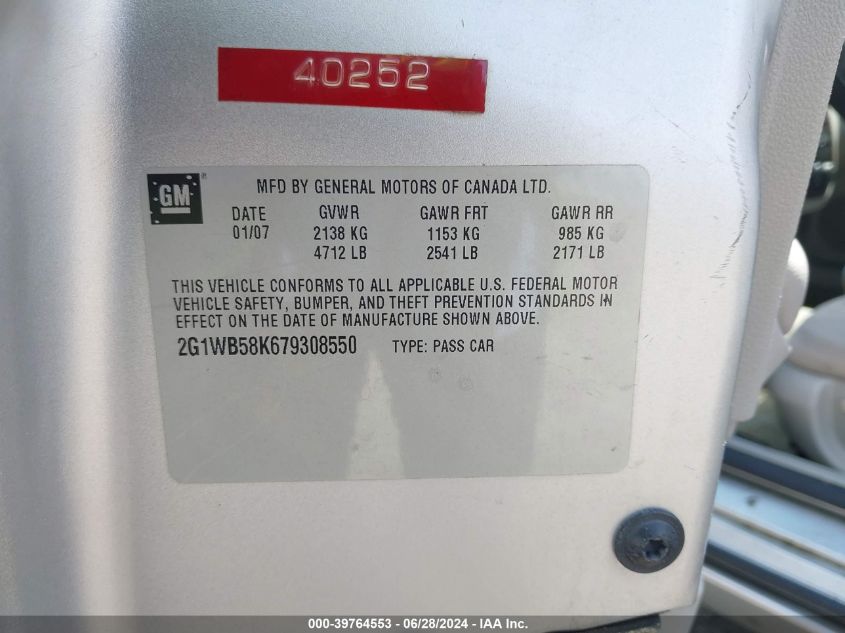 40252
GM
MFD BY GENERAL MOTORS OF CANADA LTD.
DATE GVWR GAWR FRT GAWR RR
01/07 2138 KG 1153 KG 985 KG
4712 LB 2541 LB 2171 LB
THIS VEHICLE CONFORMS TO ALL APPLICABLE U.S. FEDERAL MOTOR
VEHICLE SAFETY, BUMPER, AND THEFT PREVENTION STANDARDS IN
EFFECT ON THE DATE OF MANUFACTURE SHOWN ABOVE.
2G1WB58K679308550 TYPE: PASS CAR
000-39764553 - 06/28/2024 - IAA Inc.